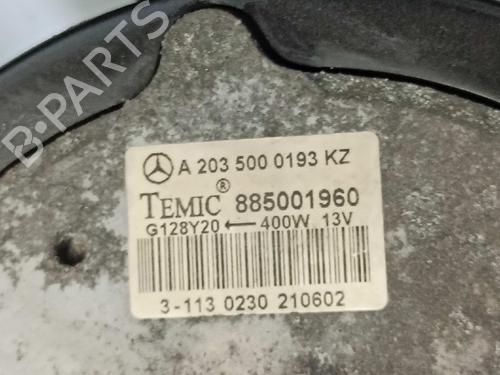 B-PARTS
A 203 500 0193 KZ
TEMIC® 885001960
G128Y20 ← 400W 13V
3-113 0230 210602